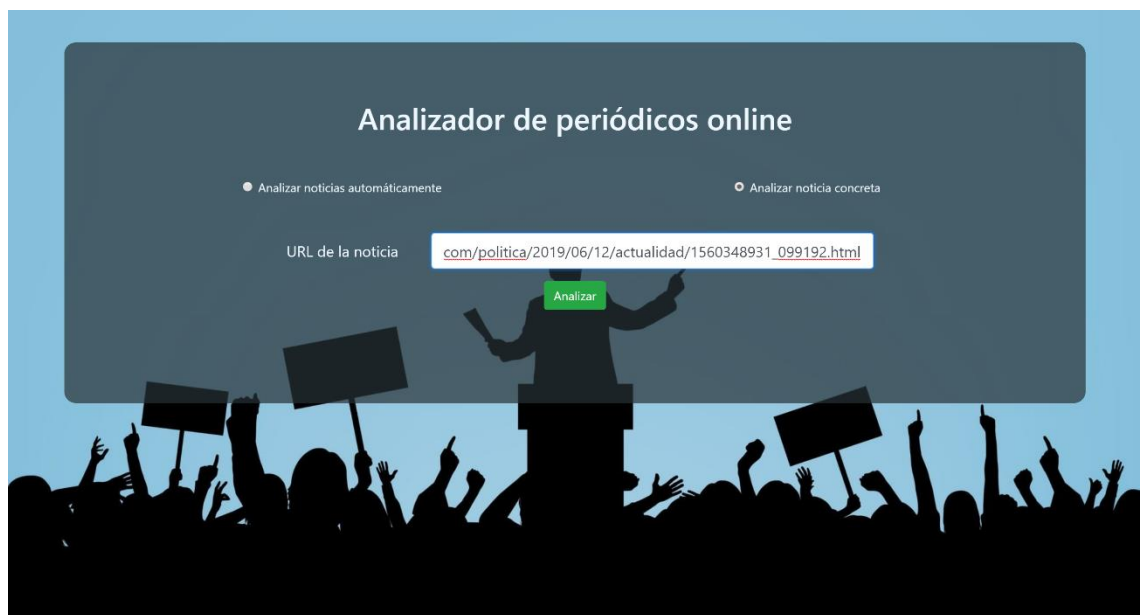 Analizador de periódicos online
Analizar noticias automáticamente
Analizar noticia concreta
URL de la noticia
com/politica/2019/06/12/actualidad/1560348931_099192.html
Analizar